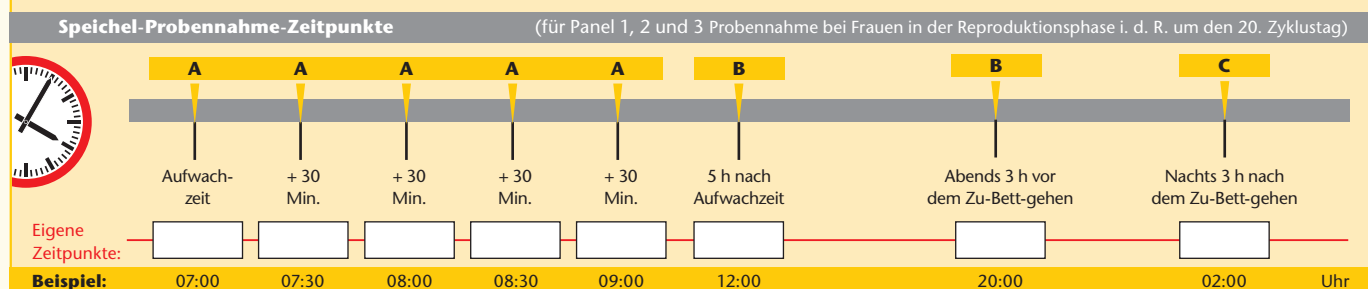 Speichel-Probennahme-Zeitpunkte (für Panel 1, 2 und 3 Probennahme bei Frauen in der Reproduktionsphase i. d. R. um den 20. Zyklustag)
A A A A A B B C
Aufwach- + 30 + 30 + 30 + 30 5 h nach Abends 3 h vor Nachts 3 h nach
zeit Min. Min. Min. Min. Aufwachzeit dem Zu-Bett-gehen dem Zu-Bett-gehen
Eigene
Zeitpunkte:
Beispiel: 07:00 07:30 08:00 08:30 09:00 12:00 20:00 02:00 Uhr